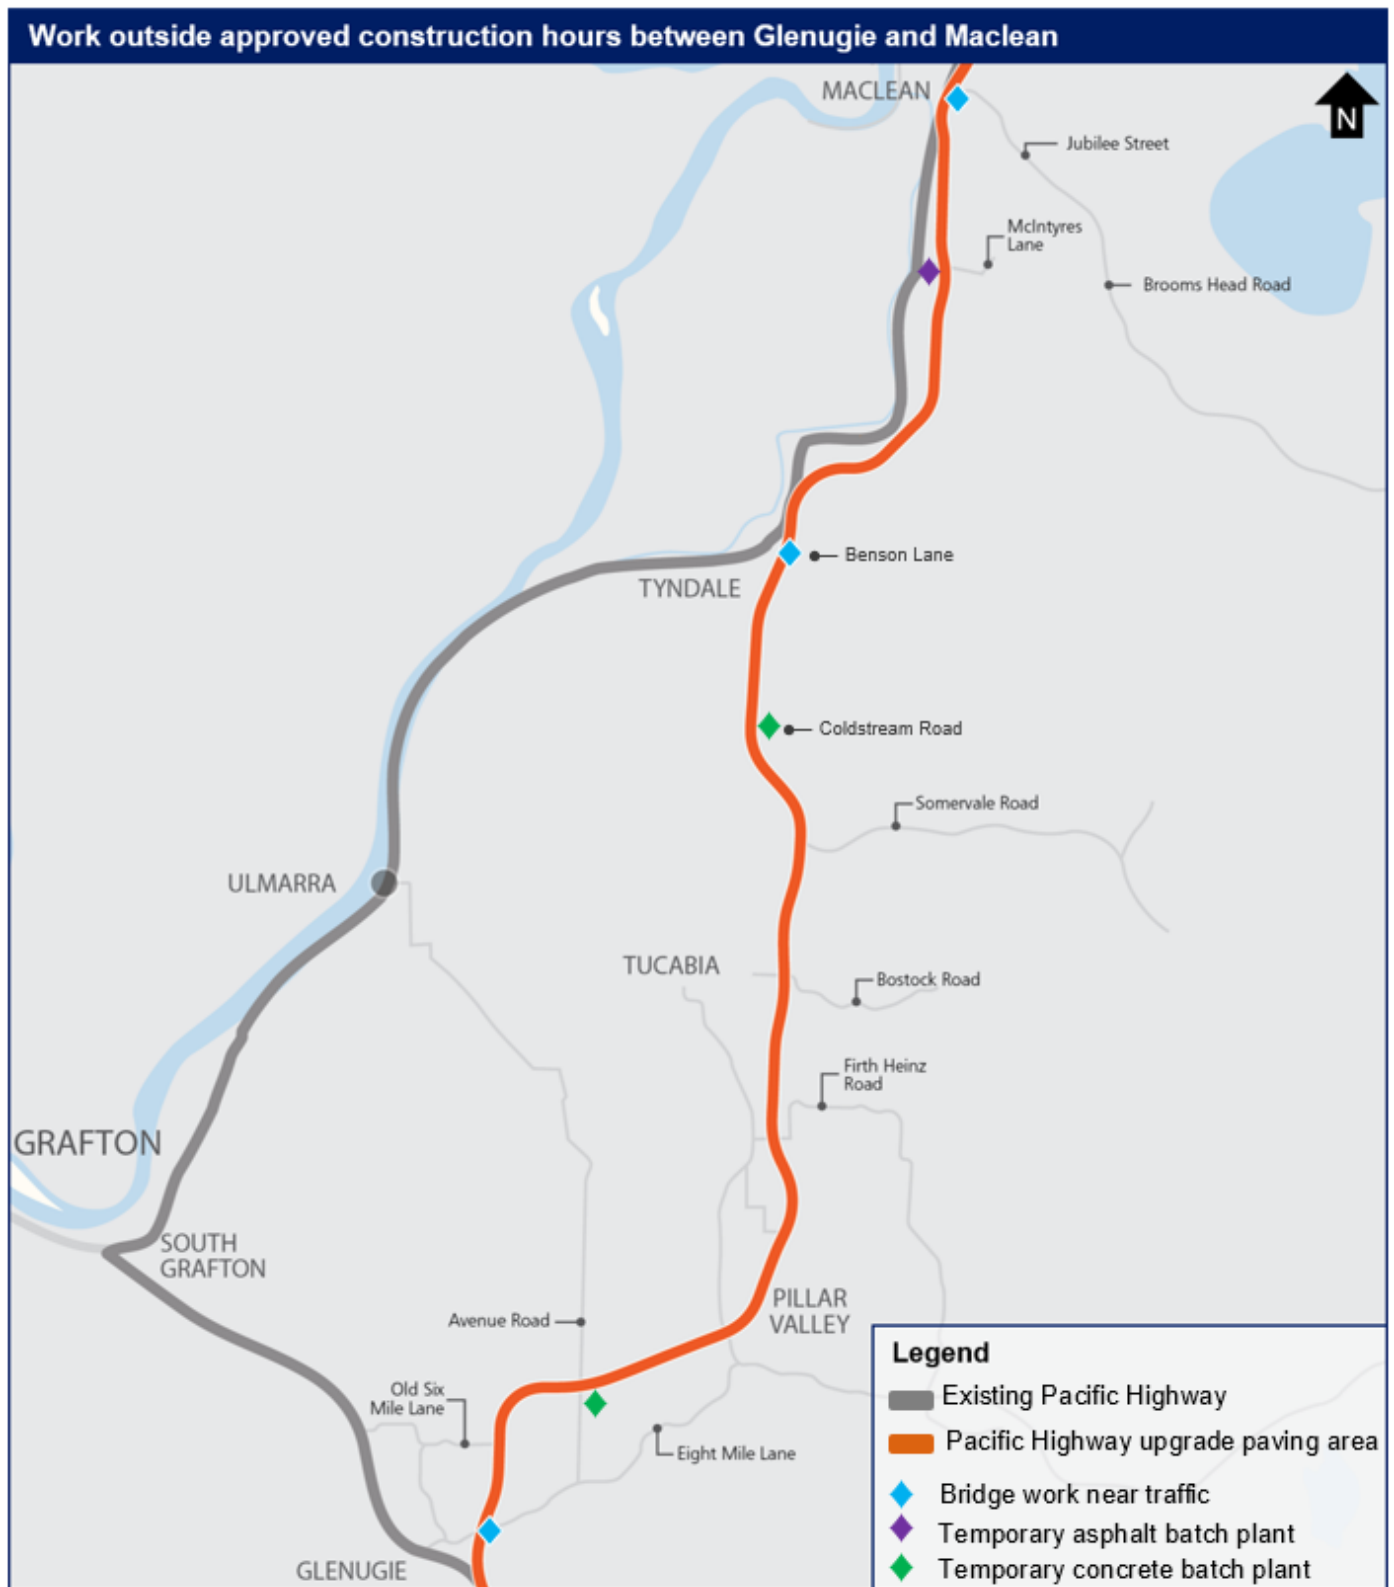 Work outside approved construction hours between Glenugie and Maclean
MACLEAN
N
Jubilee Street
McIntyres
Lane
Brooms Head Road
Benson Lane
TYNDALE
Coldstream Road
Somervale Road
ULMARRA
TUCABIA
Bostock Road
Firth Heinz
Road
GRAFTON
SOUTH
GRAFTON
PILLAR
VALLEY
Avenue Road
Old Six
Mile Lane
Eight Mile Lane
GLENUGIE
Legend
Existing Pacific Highway
Pacific Highway upgrade paving area
Bridge work near traffic
Temporary asphalt batch plant
Temporary concrete batch plant